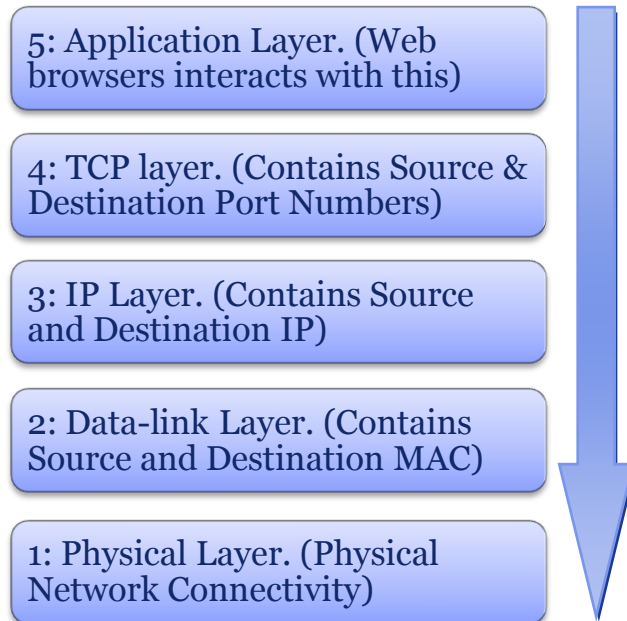 5: Application Layer. (Web
browsers interacts with this)
4: TCP layer. (Contains Source &
Destination Port Numbers)
3: IP Layer. (Contains Source
and Destination IP)
2: Data-link Layer. (Contains
Source and Destination MAC)
1: Physical Layer. (Physical
Network Connectivity)